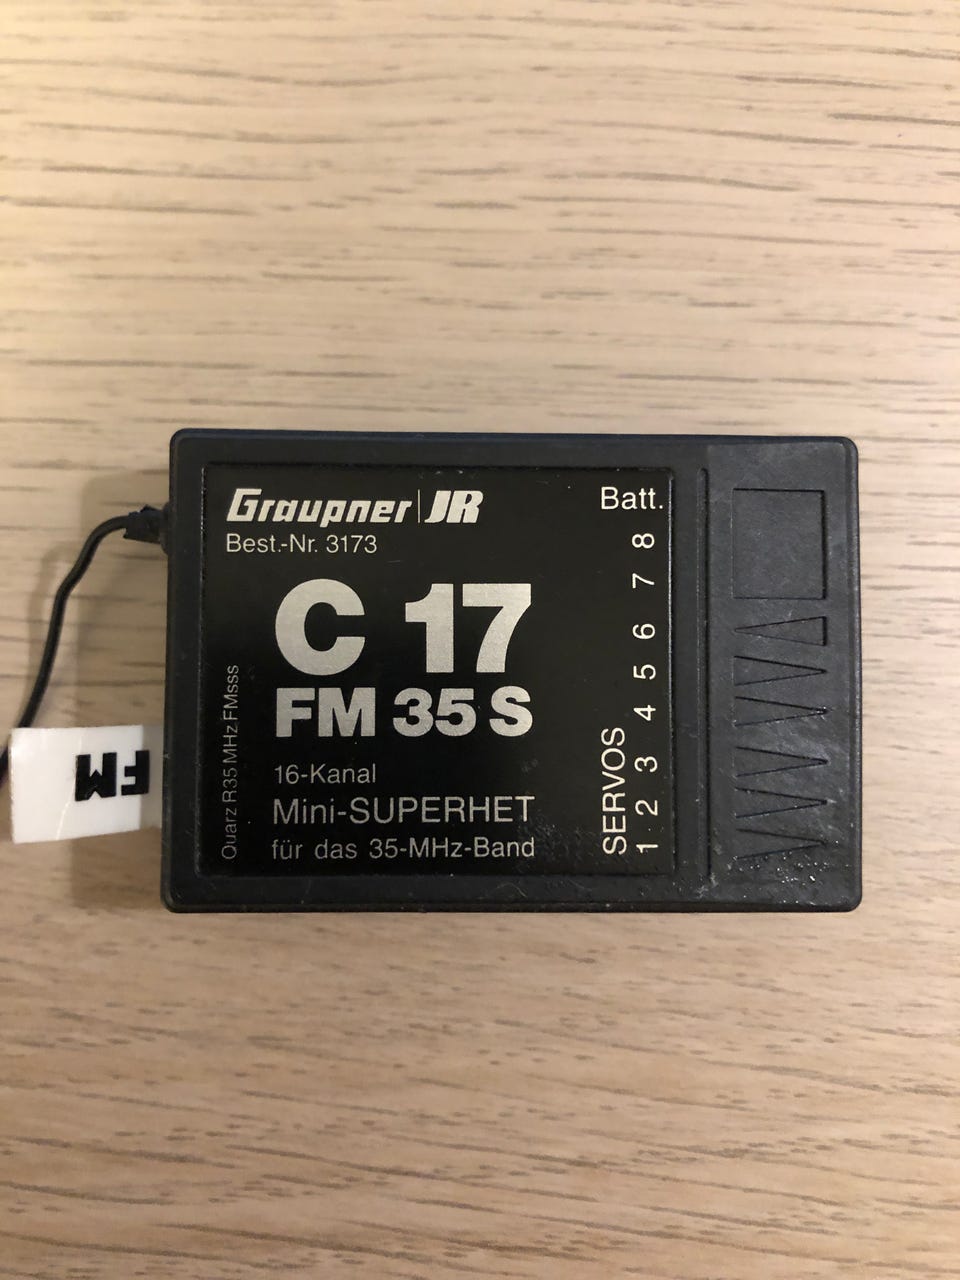 Graupner JR
Best.-Nr. 3173
C 17
FM 35 S
16-Kanal
Mini-SUPERHET
für das 35-MHz-Band
Quarz R35 MHz FMsss
Batt.
SERVOS
1 2 3 4 5 6 7 8
FM